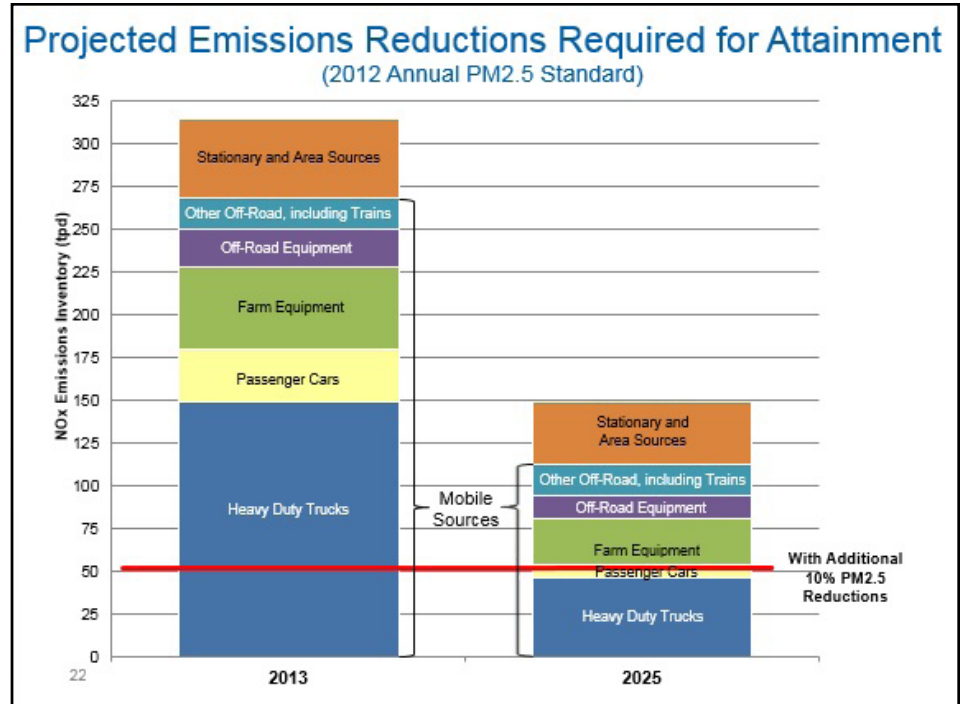 Projected Emissions Reductions Required for Attainment
(2012 Annual PM2.5 Standard)
NOx Emissions Inventory (tpd)
325
300
275
250
225
200
175
150
125
100
75
50
25
0
Stationary and Area Sources
Other Off-Road, including Trains
Off-Road Equipment
Farm Equipment
Passenger Cars
Heavy Duty Trucks
Mobile
Sources
Stationary and
Area Sources
Other Off-Road, including Trains
Off-Road Equipment
Farm Equipment
Passenger Cars
Heavy Duty Trucks
With Additional
10% PM2.5
Reductions
22
2013
2025